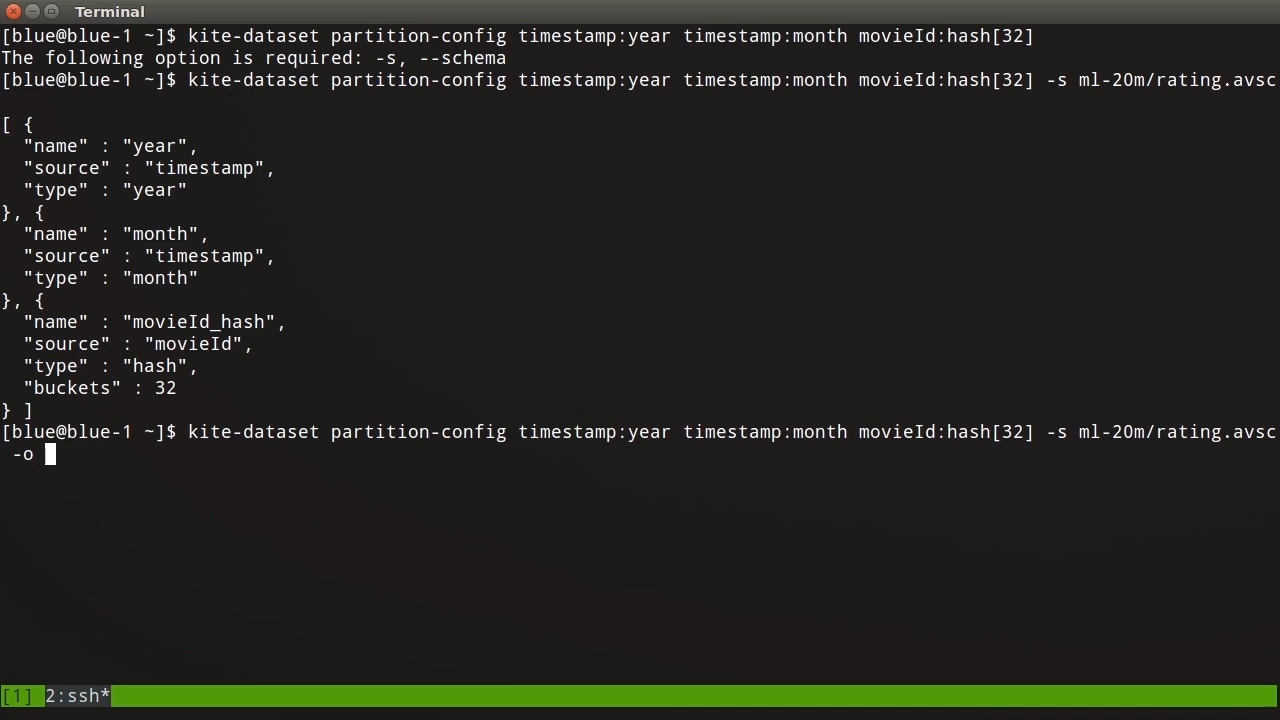 Terminal
[blue@blue-1 ~]$ kite-dataset partition-config timestamp:year timestamp:month movieId:hash[32]
The following option is required: -s, --schema
[blue@blue-1 ~]$ kite-dataset partition-config timestamp:year timestamp:month movieId:hash[32] -s ml-20m/rating.avsc
[ {
  "name" : "year",
  "source" : "timestamp",
  "type" : "year"
}, {
  "name" : "month",
  "source" : "timestamp",
  "type" : "month"
}, {
  "name" : "movieId_hash",
  "source" : "movieId",
  "type" : "hash",
  "buckets" : 32
} ]
[blue@blue-1 ~]$ kite-dataset partition-config timestamp:year timestamp:month movieId:hash[32] -s ml-20m/rating.avsc
 -o
[1] 2:ssh*